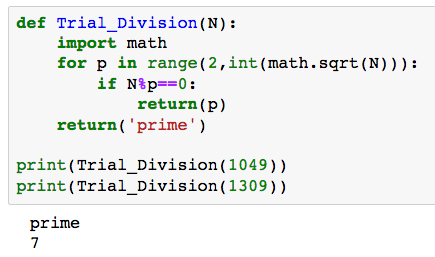 def Trial_Division(N):
    import math
    for p in range(2,int(math.sqrt(N))):
        if N%p==0:
            return(p)
    return('prime')

print(Trial_Division(1049))
print(Trial_Division(1309))
prime
7